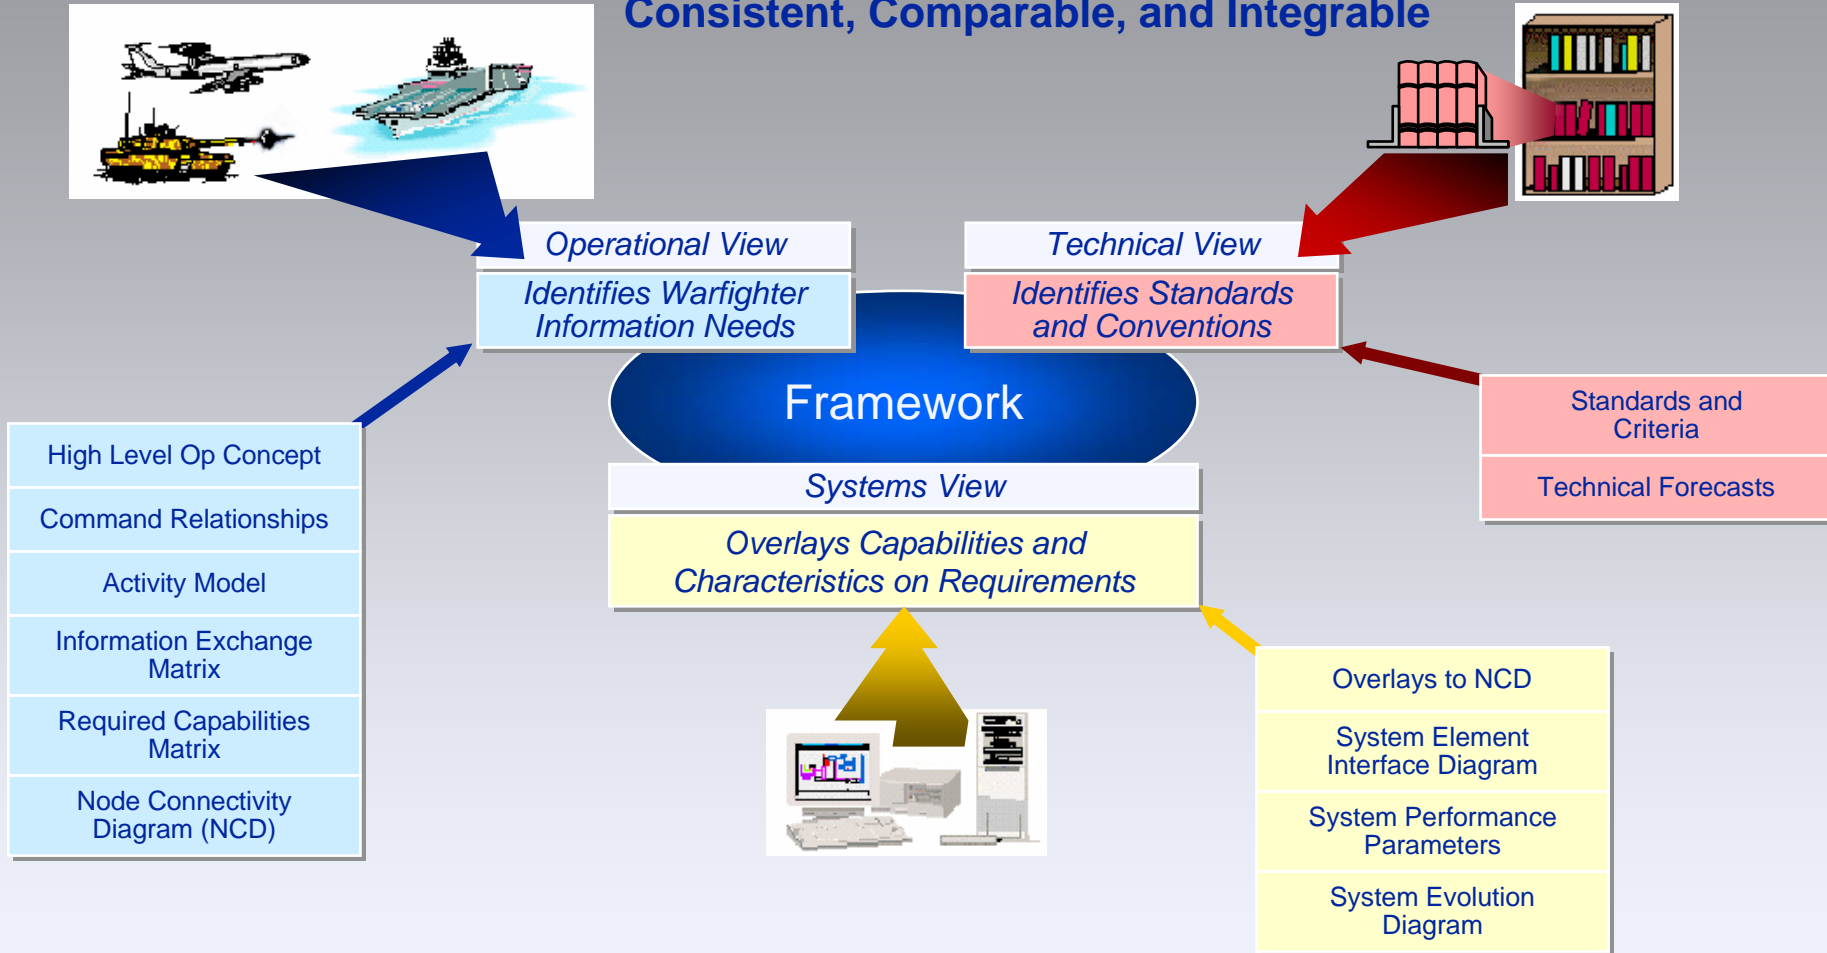 Consistent, Comparable, and Integrable
Operational View
Identifies Warfighter
Information Needs
Technical View
Identifies Standards
and Conventions
Framework
Systems View
Overlays Capabilities and
Characteristics on Requirements
High Level Op Concept
Command Relationships
Activity Model
Information Exchange
Matrix
Required Capabilities
Matrix
Node Connectivity
Diagram (NCD)
Standards and
Criteria
Technical Forecasts
Overlays to NCD
System Element
Interface Diagram
System Performance
Parameters
System Evolution
Diagram